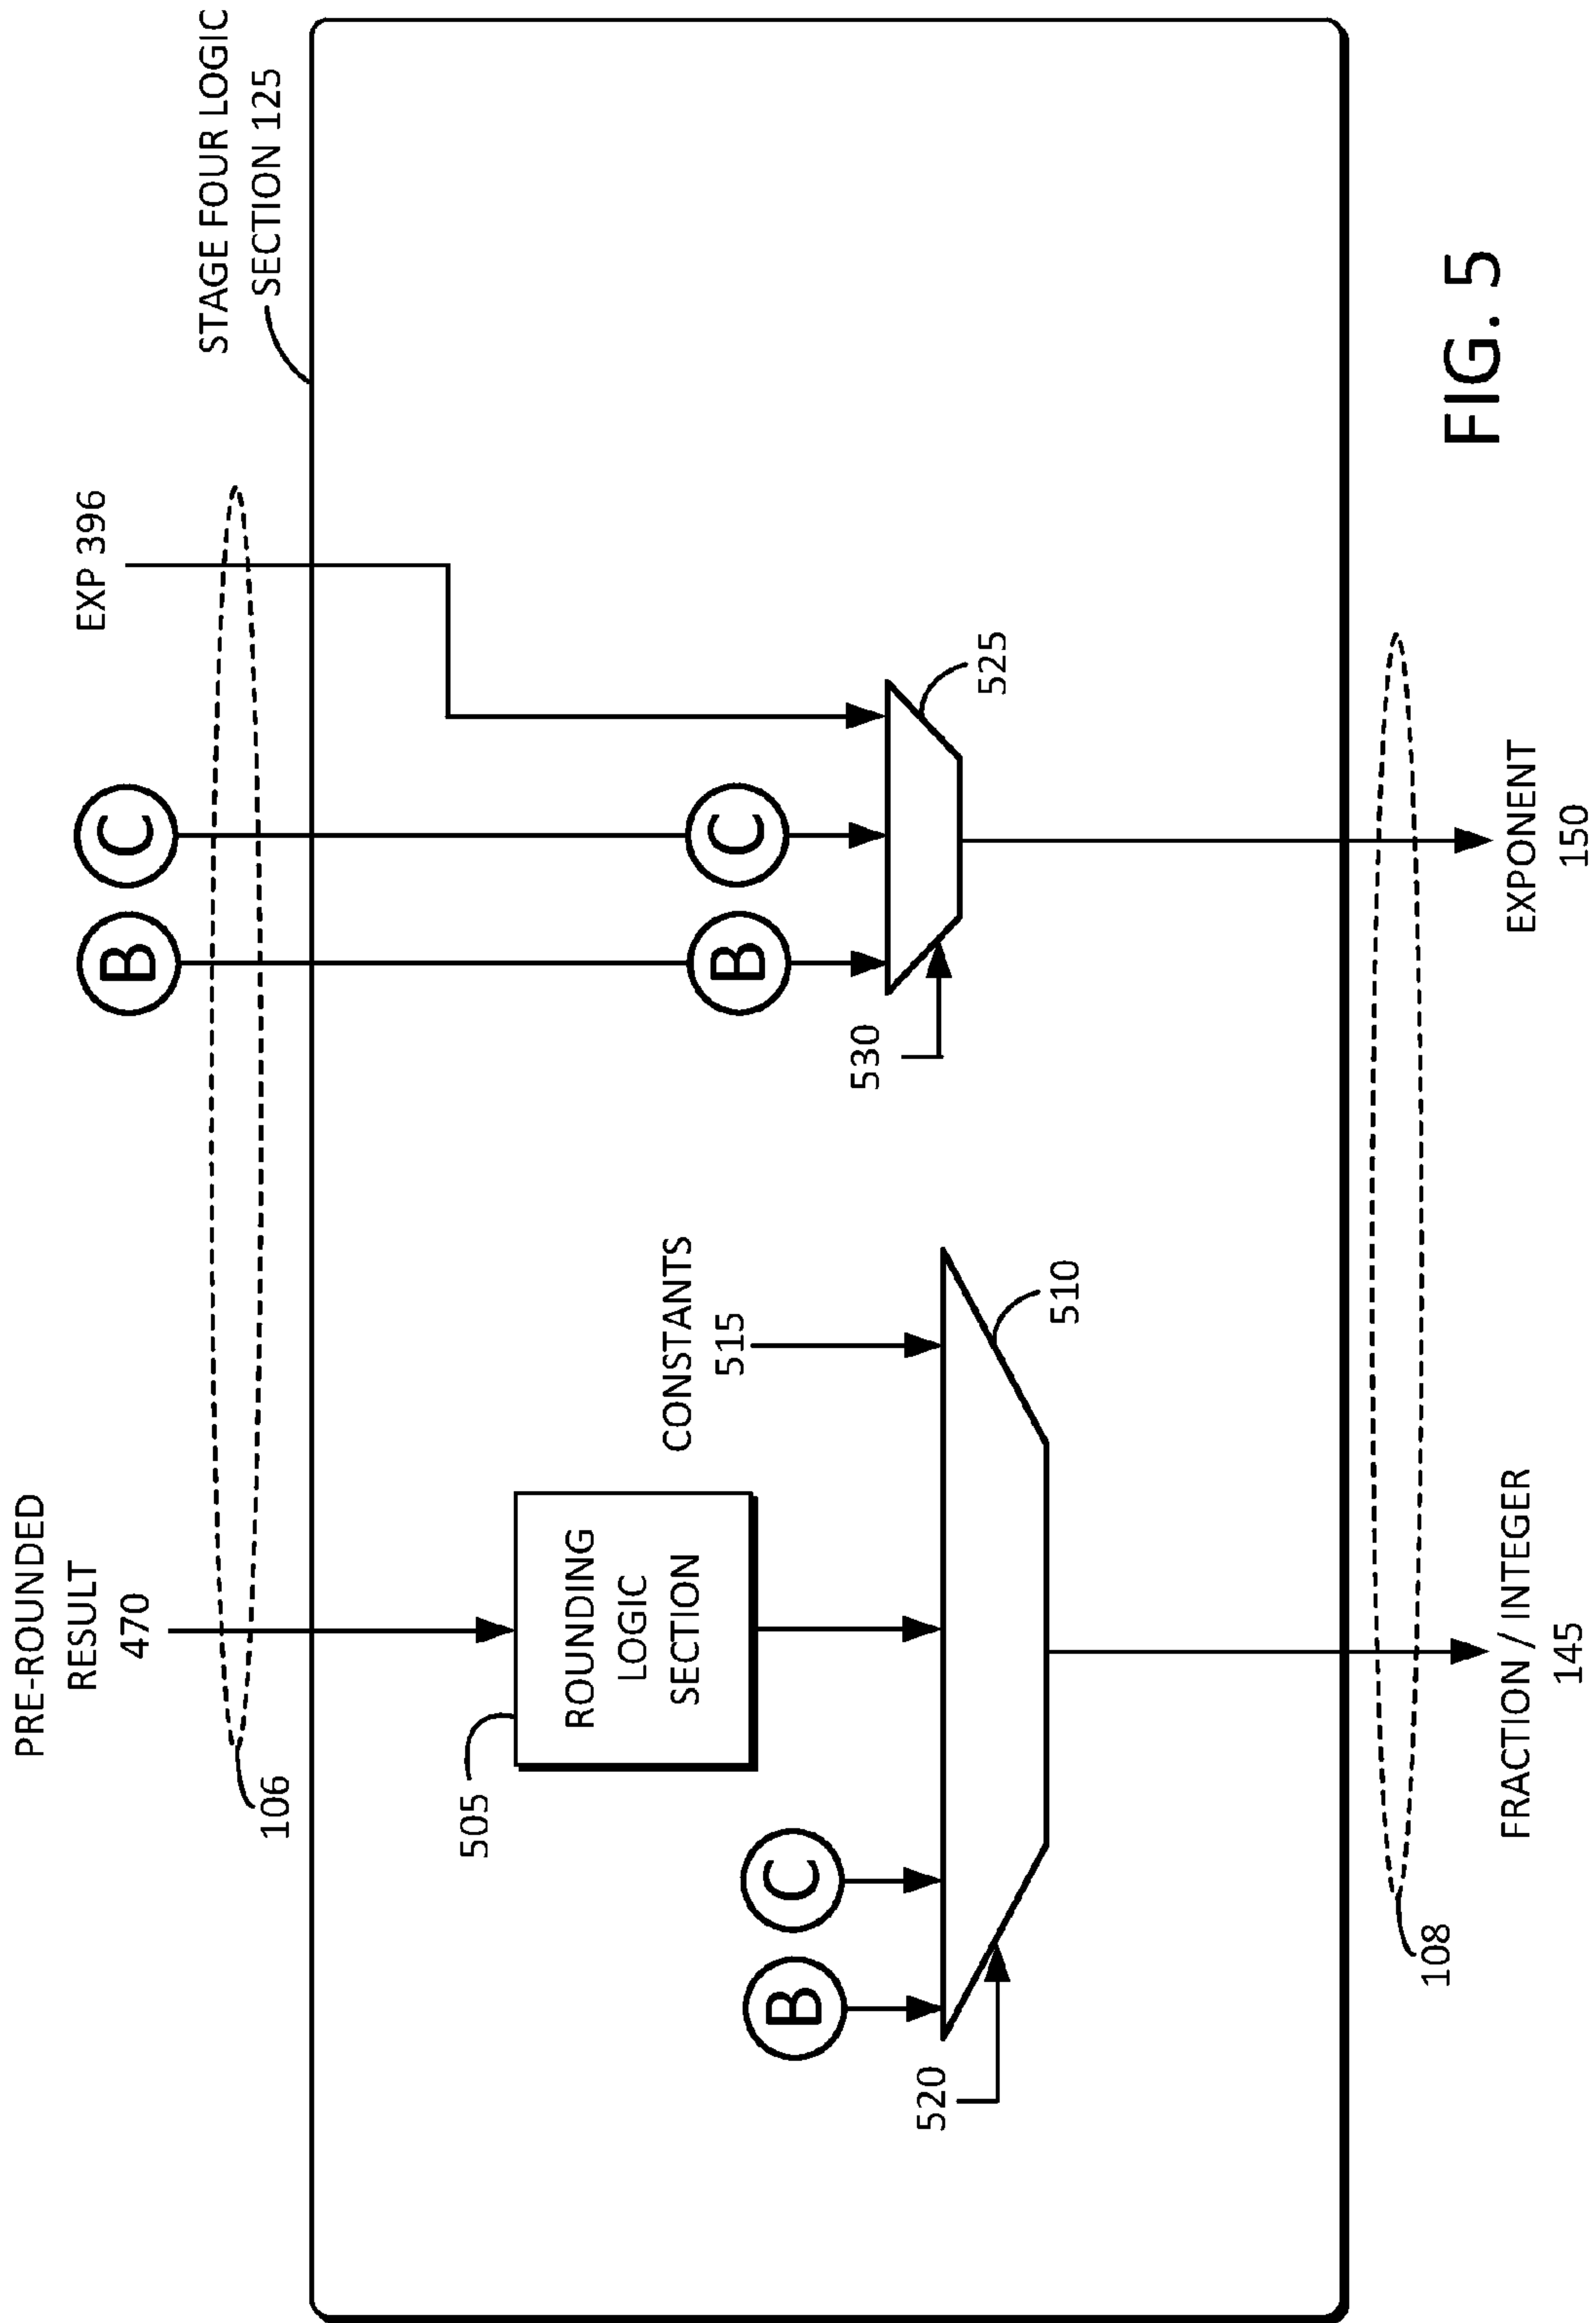 PRE-ROUNDED
RESULT
470
B
C
EXP 396
STAGE FOUR LOGIC
SECTION 125
106
505
ROUNDING
LOGIC
SECTION
CONSTANTS
515
B
C
B
C
520
510
530
525
108
FRACTION / INTEGER
145
EXPONENT
150
FIG. 5